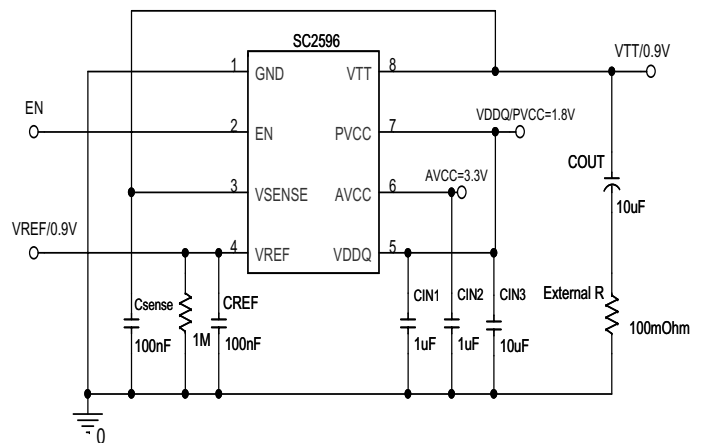 SC2596
1 GND VTT 8
VTT/0.9V
EN
2 EN PVCC 7
VDDQ/PVCC=1.8V
COUT
10uF
3 VSENSE AVCC 6
AVCC=3.3V
VREF/0.9V
4 VREF VDDQ 5
Csense
100nF
1M
CREF
100nF
CIN1
1uF
CIN2
1uF
CIN3
10uF
External R
100mOhm
0